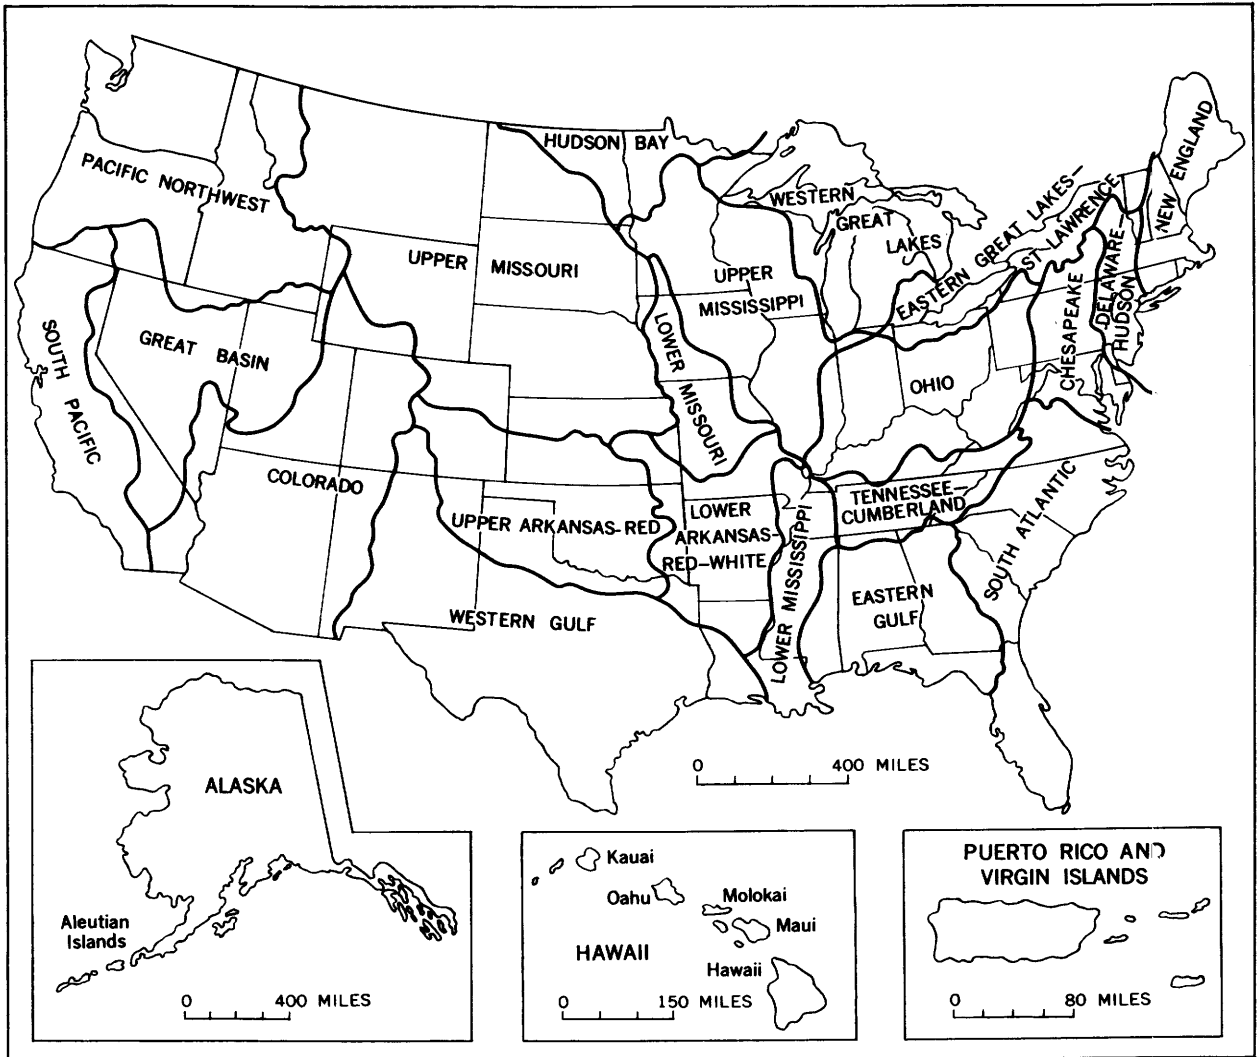 HUDSON BAY
PACIFIC NORTHWEST
UPPER MISSOURI
WESTERN
GREAT
LAKES
EASTERN GREAT LAKES—
ST LAWRENCE
NEW ENGLAND
UPPER
MISSISSIPPI
GREAT BASIN
SOUTH
PACIFIC
LOWER
MISSOURI
OHIO
CHESAPEAKE
DELAWARE—
HUDSON
COLORADO
UPPER ARKANSAS-RED
LOWER
ARKANSAS-
RED-WHITE
LOWER MISSISSIPPI
TENNESSEE—
CUMBERLAND
SOUTH ATLANTIC
EASTERN
GULF
WESTERN GULF
0 400 MILES
ALASKA
Aleutian
Islands
0 400 MILES
Kauai
Oahu
Molokai
Maui
HAWAII
Hawaii
0 150 MILES
PUERTO RICO AND
VIRGIN ISLANDS
0 80 MILES